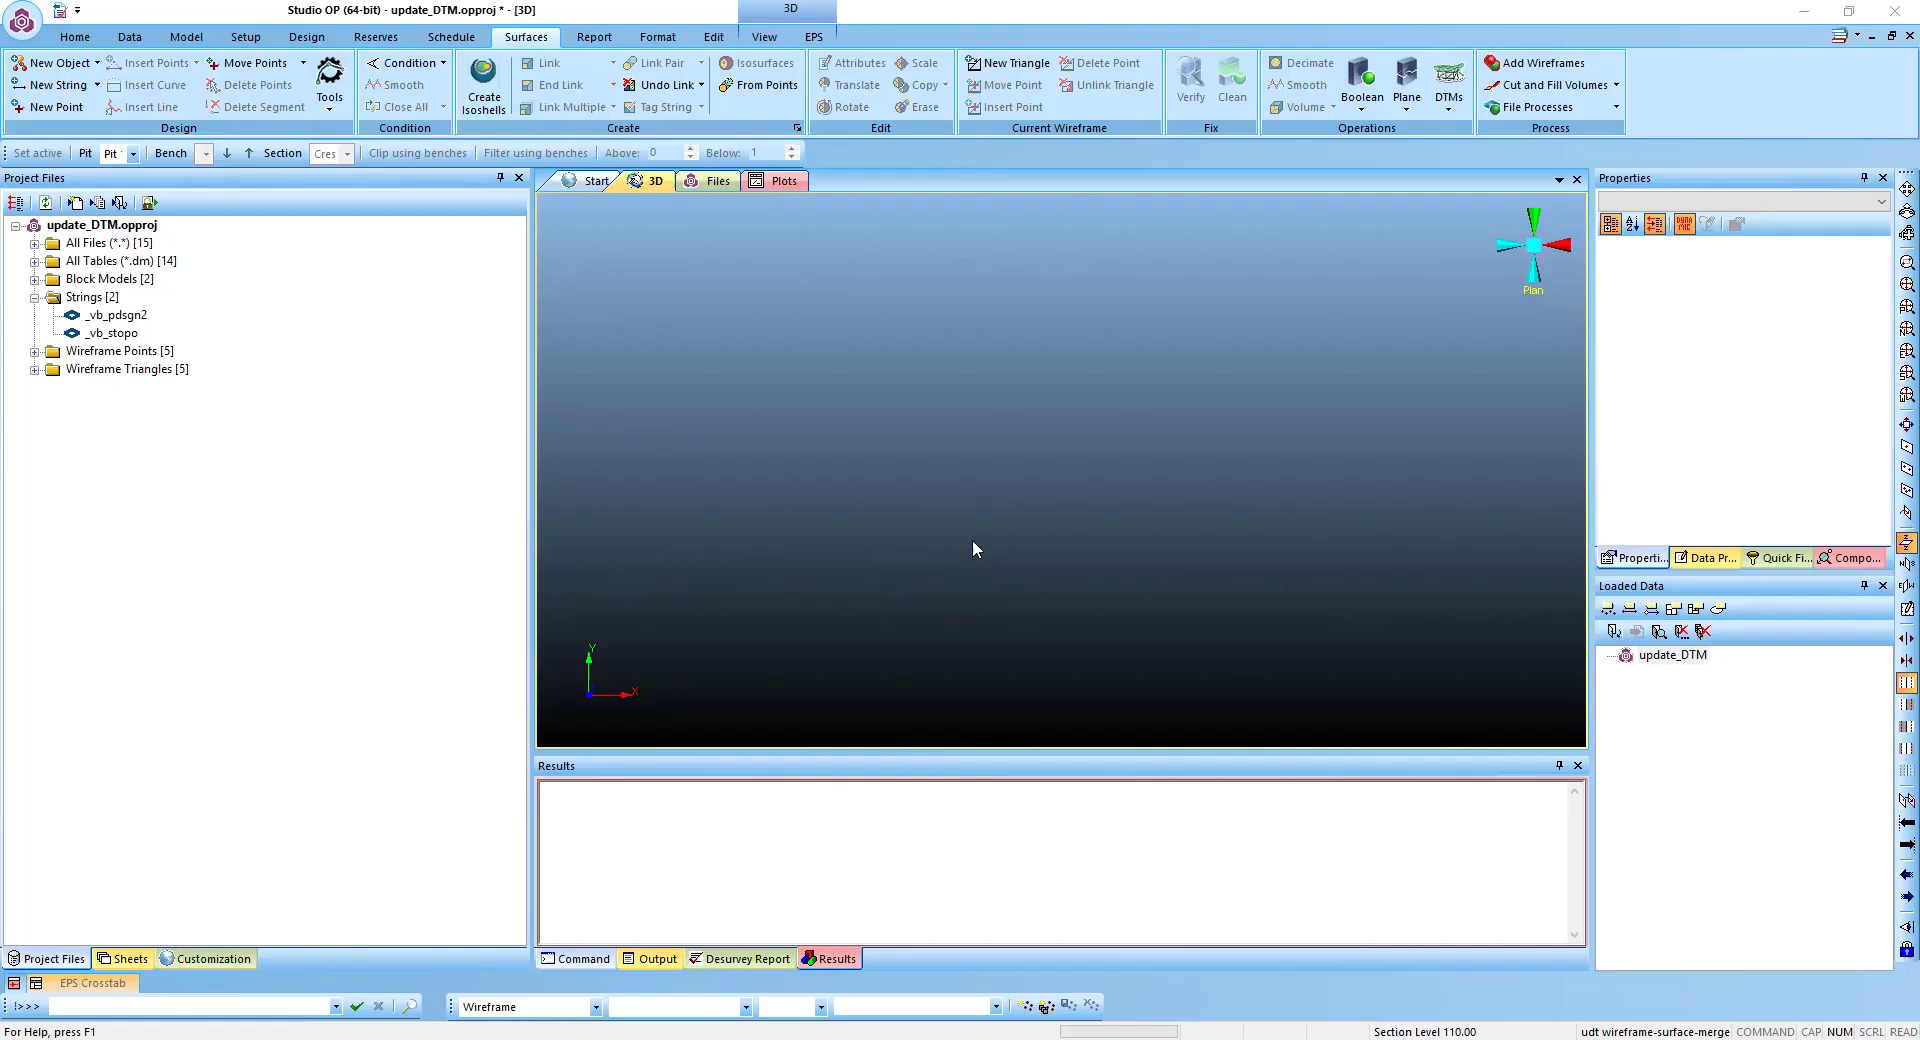 Studio OP (64-bit) - update_DTM.opproj * - [3D]
3D
Home Data Model Setup Design Reserves Schedule Surfaces Report Format Edit View EPS
New Object Insert Points Move Points
New String Insert Curve Delete Points
New Point Insert Line Delete Segment
Tools
Design
Condition
Smooth
Close All
Condition
Create Isoshells
Link Link Pair Isosurfaces
End Link Undo Link From Points
Link Multiple Tag String
Create
Attributes Scale
Translate Copy
Rotate Erase
Edit
New Triangle Delete Point
Move Point Unlink Triangle
Insert Point
Current Wireframe
Verify Clean
Fix
Decimate
Smooth
Volume
Boolean Plane DTMs
Operations
Add Wireframes
Cut and Fill Volumes
File Processes
Process
Set active Pit Pit Bench Section Cres Clip using benches Filter using benches Above: 0 Below: 1
Project Files
update_DTM.opproj
All Files (*.*) [15]
All Tables (*.dm) [14]
Block Models [2]
Strings [2]
_vb_pdsgn2
_vb_stopo
Wireframe Points [5]
Wireframe Triangles [5]
Start 3D Files Plots
Plan
Y
X
Results
Properties
Properti... Data Pr... Quick Fi... Compo...
Loaded Data
update_DTM
Project Files Sheets Customization
Command Output Desurvey Report Results
EPS Crosstab
!>>>
Wireframe
For Help, press F1
Section Level 110.00
udt wireframe-surface-merge COMMAND CAP NUM SCRL READ